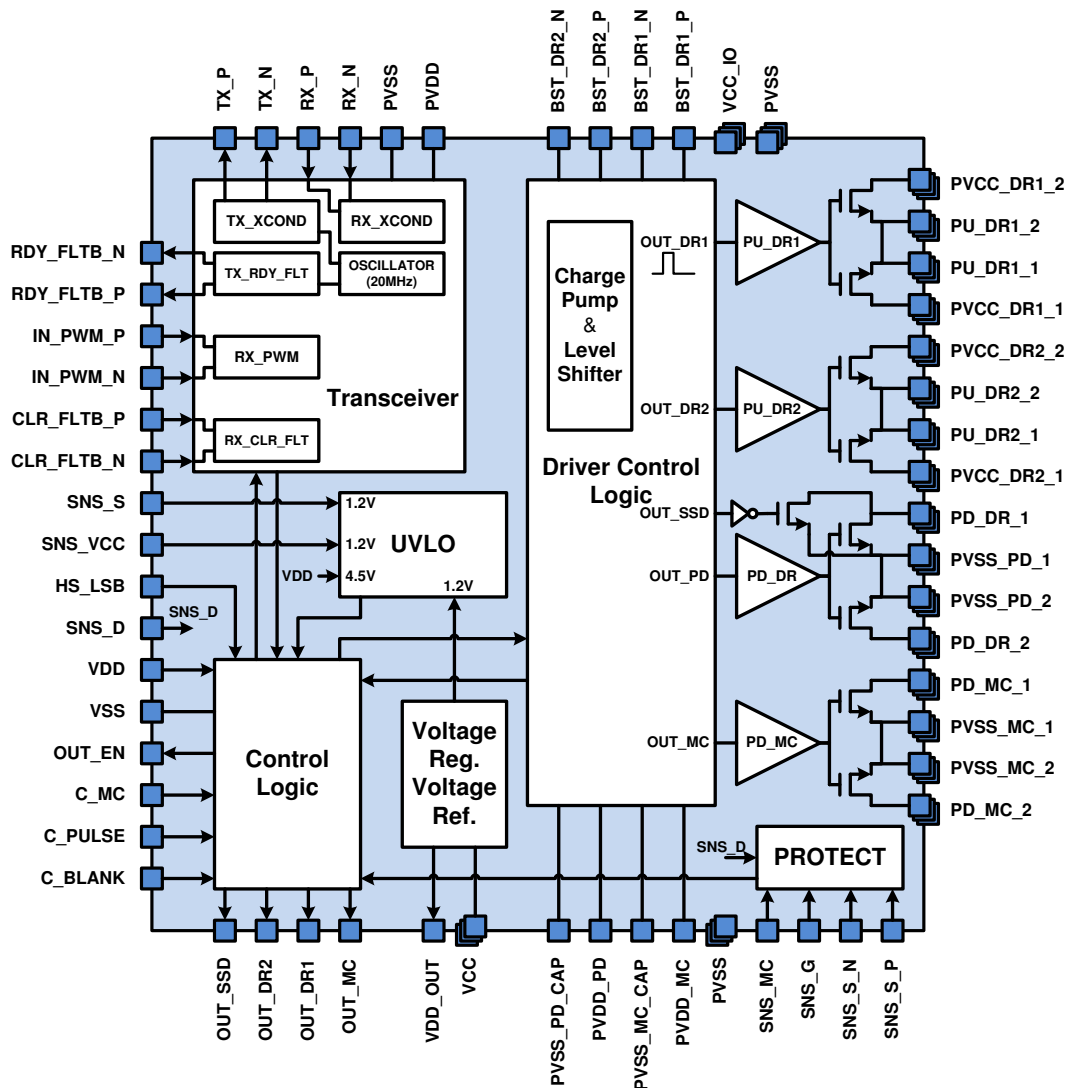 TX_P
TX_N
RX_P
RX_N
PVSS
PVDD
BST_DR2_N
BST_DR2_P
BST_DR1_N
BST_DR1_P
VCC_IO
PVSS
RDY_FLTB_N
RDY_FLTB_P
IN_PWM_P
IN_PWM_N
CLR_FLTB_P
CLR_FLTB_N
SNS_S
SNS_VCC
HS_LSB
SNS_D
VDD
VSS
OUT_EN
C_MC
C_PULSE
C_BLANK
TX_XCOND
RX_XCOND
TX_RDY_FLT
OSCILLATOR
(20MHz)
RX_PWM
Transceiver
RX_CLR_FLT
1.2V
UVLO
1.2V
VDD
4.5V
1.2V
SNS_D
Control
Logic
Voltage
Reg.
Voltage
Ref.
Charge
Pump
&
Level
Shifter
Driver Control
Logic
OUT_DR1
OUT_DR2
OUT_SSD
OUT_PD
OUT_MC
PU_DR1
PU_DR2
PD_DR
PD_MC
SNS_D
PROTECT
PVCC_DR1_2
PU_DR1_2
PU_DR1_1
PVCC_DR1_1
PVCC_DR2_2
PU_DR2_2
PU_DR2_1
PVCC_DR2_1
PD_DR_1
PVSS_PD_1
PVSS_PD_2
PD_DR_2
PD_MC_1
PVSS_MC_1
PVSS_MC_2
PD_MC_2
OUT_SSD
OUT_DR2
OUT_DR1
OUT_MC
VDD_OUT
VCC
PVSS_PD_CAP
PVDD_PD
PVSS_MC_CAP
PVDD_MC
PVSS
SNS_MC
SNS_G
SNS_S_N
SNS_S_P